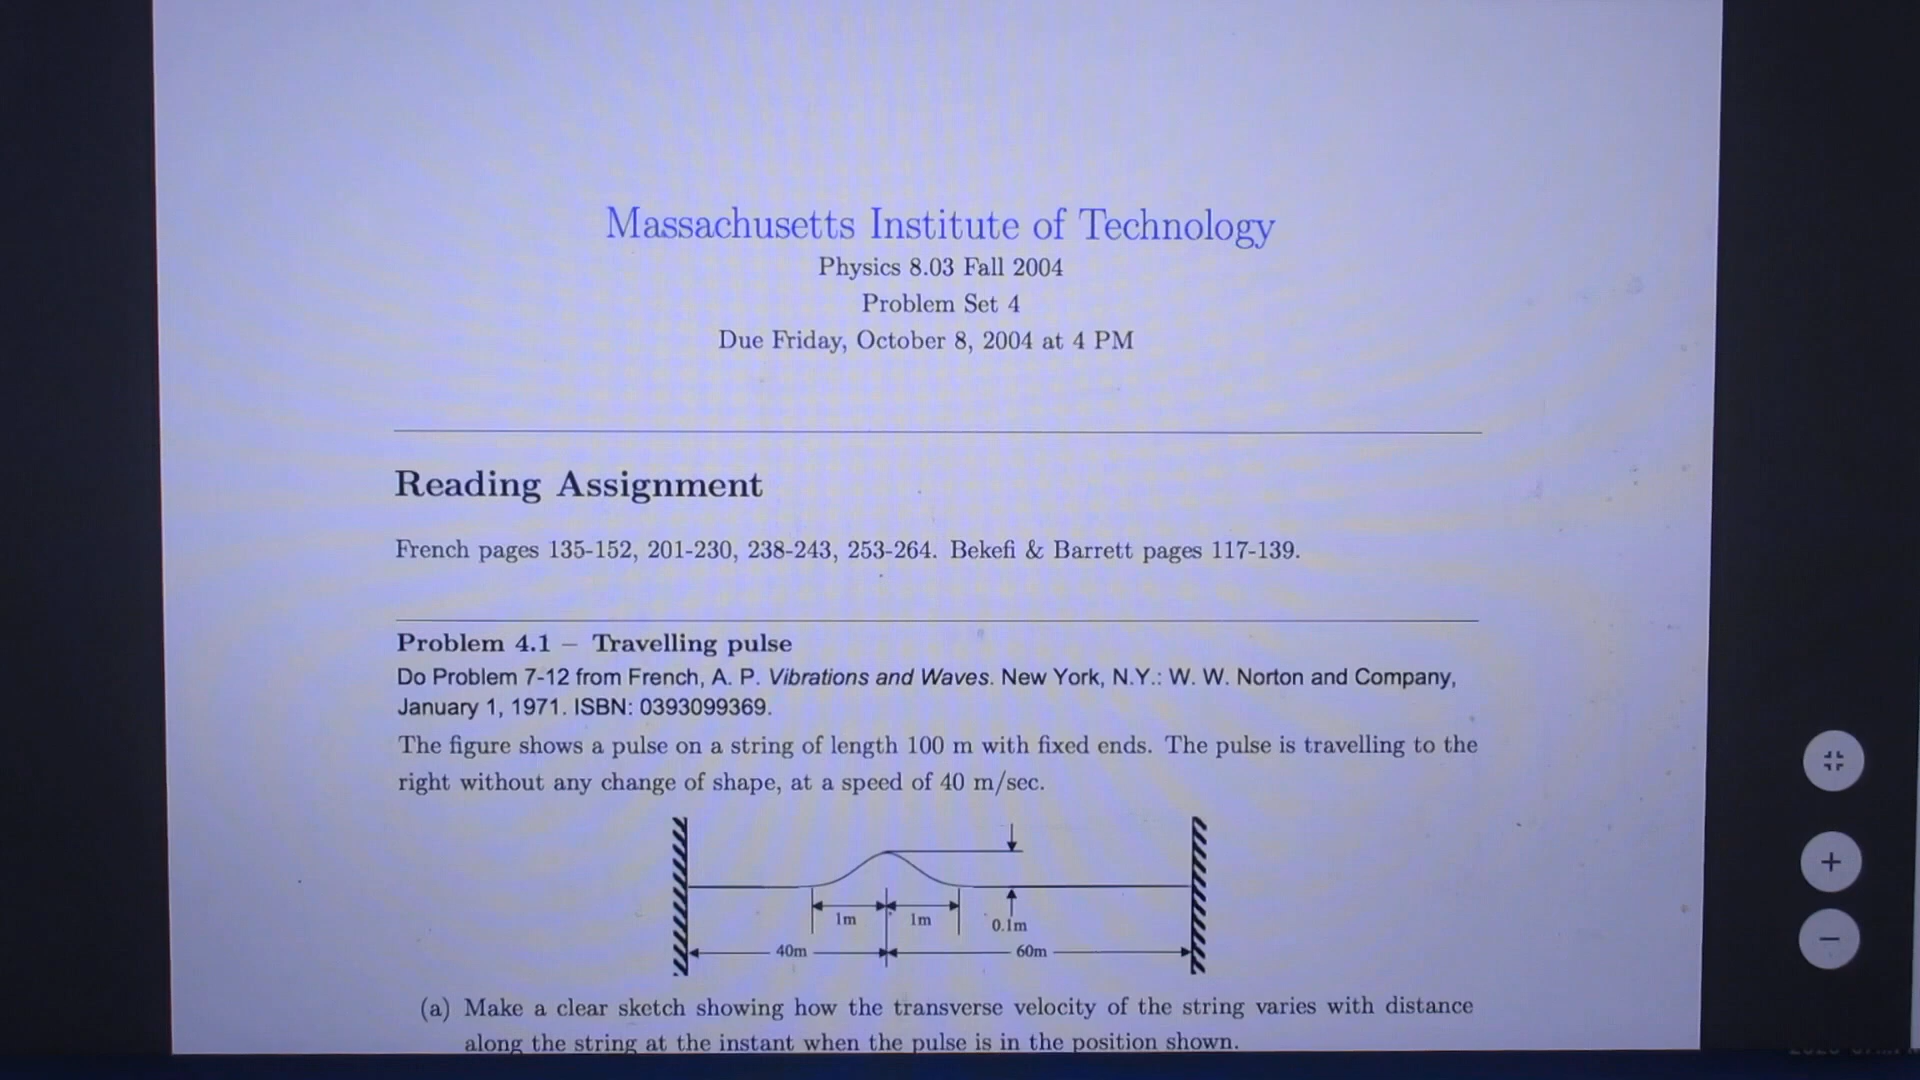 Massachusetts Institute of Technology
Physics 8.03 Fall 2004
Problem Set 4
Due Friday, October 8, 2004 at 4 PM
Reading Assignment
French pages 135-152, 201-230, 238-243, 253-264. Bekefi & Barrett pages 117-139.
Problem 4.1 – Travelling pulse
Do Problem 7-12 from French, A. P. Vibrations and Waves. New York, N.Y.: W. W. Norton and Company,
January 1, 1971. ISBN: 0393099369.
The figure shows a pulse on a string of length 100 m with fixed ends. The pulse is travelling to the
right without any change of shape, at a speed of 40 m/sec.
1m 1m 0.1m
40m 60m
(a) Make a clear sketch showing how the transverse velocity of the string varies with distance
along the string at the instant when the pulse is in the position shown.